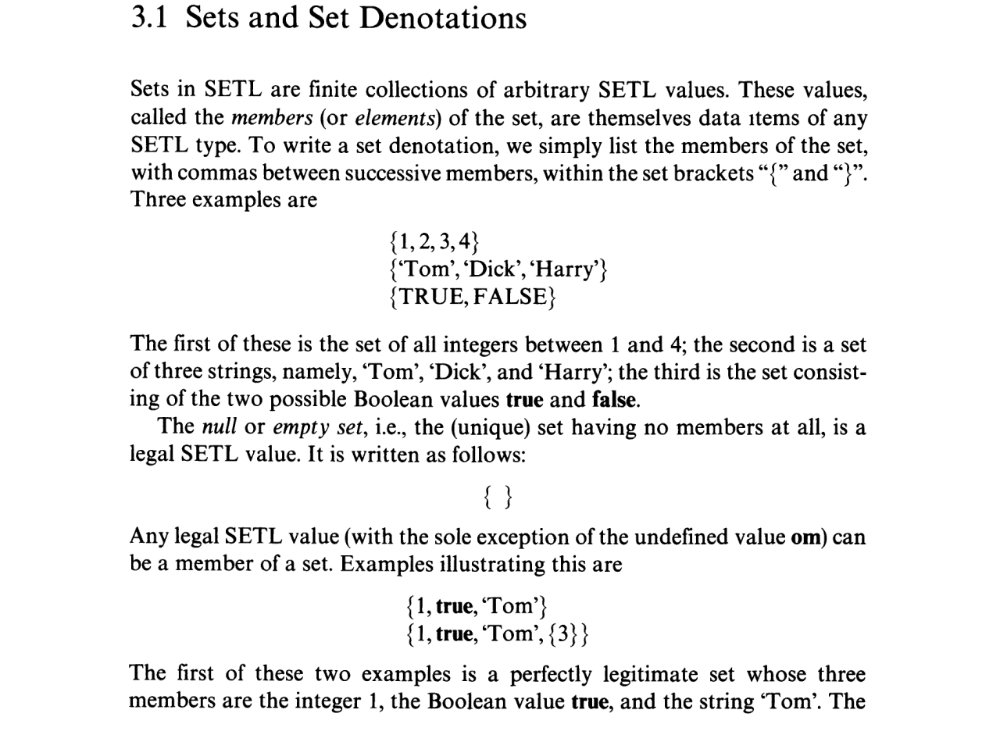 3.1 Sets and Set Denotations
Sets in SETL are finite collections of arbitrary SETL values. These values,
called the members (or elements) of the set, are themselves data items of any
SETL type. To write a set denotation, we simply list the members of the set,
with commas between successive members, within the set brackets “{” and “}”.
Three examples are
{1, 2, 3, 4}
{‘Tom’, ‘Dick’, ‘Harry’}
{TRUE, FALSE}
The first of these is the set of all integers between 1 and 4; the second is a set
of three strings, namely, ‘Tom’, ‘Dick’, and ‘Harry’; the third is the set consist-
ing of the two possible Boolean values true and false.
The null or empty set, i.e., the (unique) set having no members at all, is a
legal SETL value. It is written as follows:
{ }
Any legal SETL value (with the sole exception of the undefined value om) can
be a member of a set. Examples illustrating this are
{1, true, ‘Tom’}
{1, true, ‘Tom’, {3}}
The first of these two examples is a perfectly legitimate set whose three
members are the integer 1, the Boolean value true, and the string ‘Tom’. The